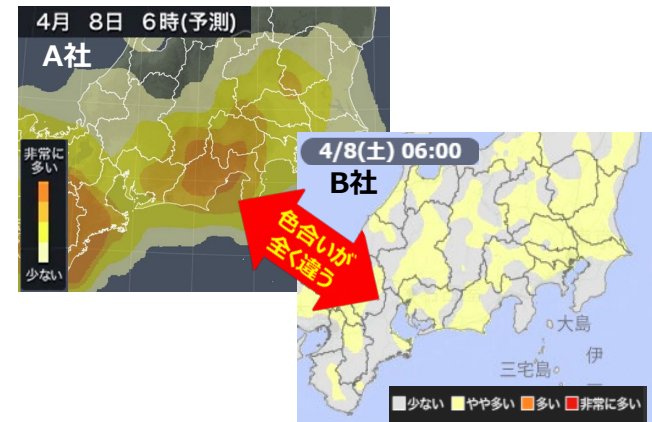 4月 8日 6時(予測)
A社
非常に
多い
少ない
4/8(土) 06:00
B社
色合いが
全く違う
大島
三宅島
伊
少ない やや多い 多い 非常に多い